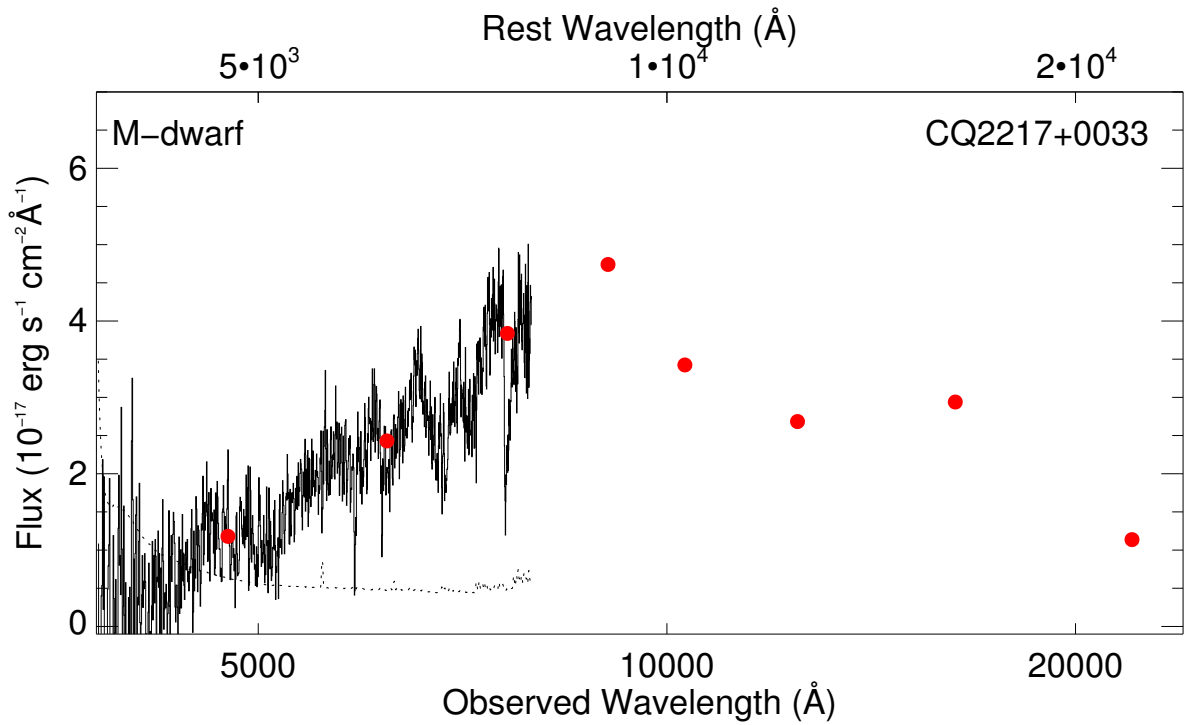 Rest Wavelength (Å)
5•10³ 1•10⁴ 2•10⁴
M−dwarf CQ2217+0033
6
4
2
0
Flux (10⁻¹⁷ erg s⁻¹ cm⁻²Å⁻¹)
5000 10000 20000
Observed Wavelength (Å)